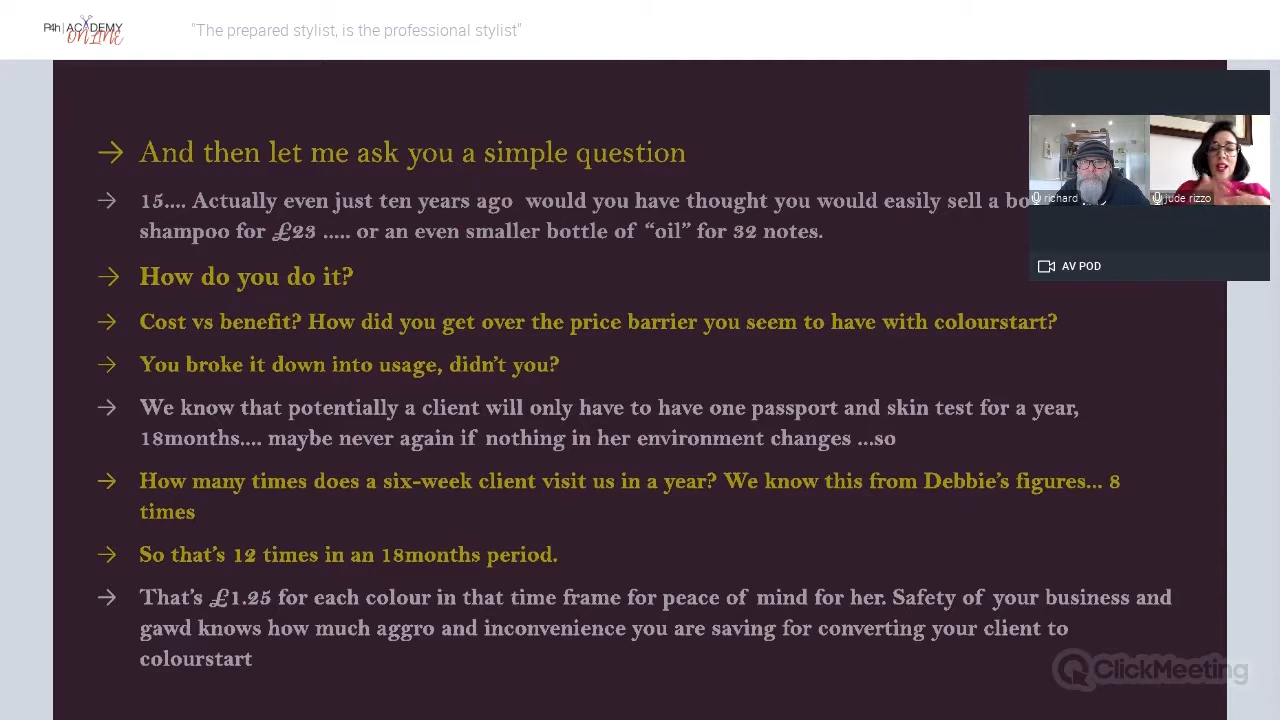 P4h | ACADEMY
ONLINE
"The prepared stylist, is the professional stylist"
And then let me ask you a simple question
15.... Actually even just ten years ago would you have thought you would easily sell a bo
shampoo for £23 ..... or an even smaller bottle of “oil” for 32 notes.
richard
jude rizzo
AV POD
How do you do it?
Cost vs benefit? How did you get over the price barrier you seem to have with colourstart?
You broke it down into usage, didn’t you?
We know that potentially a client will only have to have one passport and skin test for a year,
18months.... maybe never again if nothing in her environment changes ...so
How many times does a six-week client visit us in a year? We know this from Debbie’s figures... 8
times
So that’s 12 times in an 18months period.
That’s £1.25 for each colour in that time frame for peace of mind for her. Safety of your business and
gawd knows how much aggro and inconvenience you are saving for converting your client to
colourstart
ClickMeeting